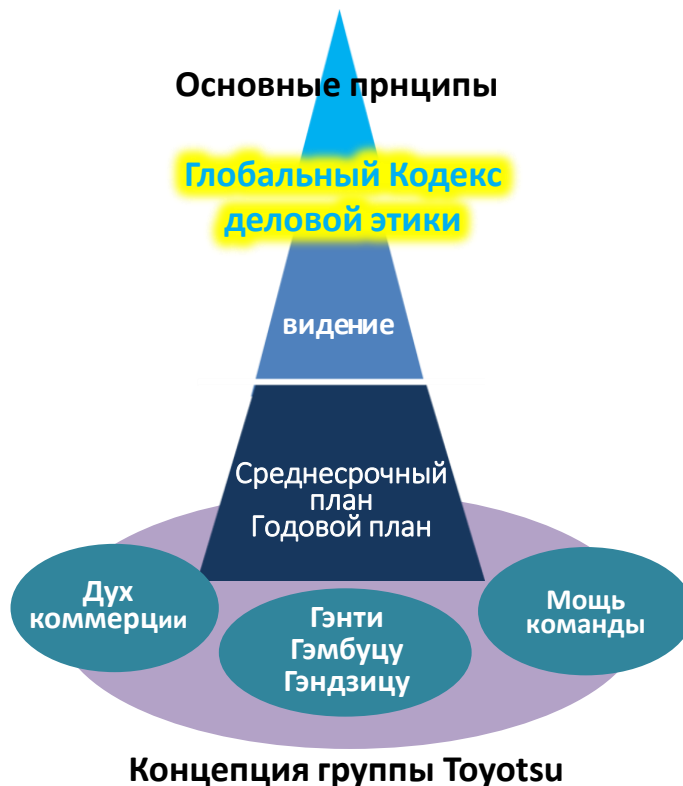 Основные прнципы
Глобальный Кодекс
деловой этики
видение
Среднесрочный
план
Годовой план
Дух
коммерции
Гэнти
Гэмбуцу
Гэндзицу
Мощь
команды
Концепция группы Toyotsu